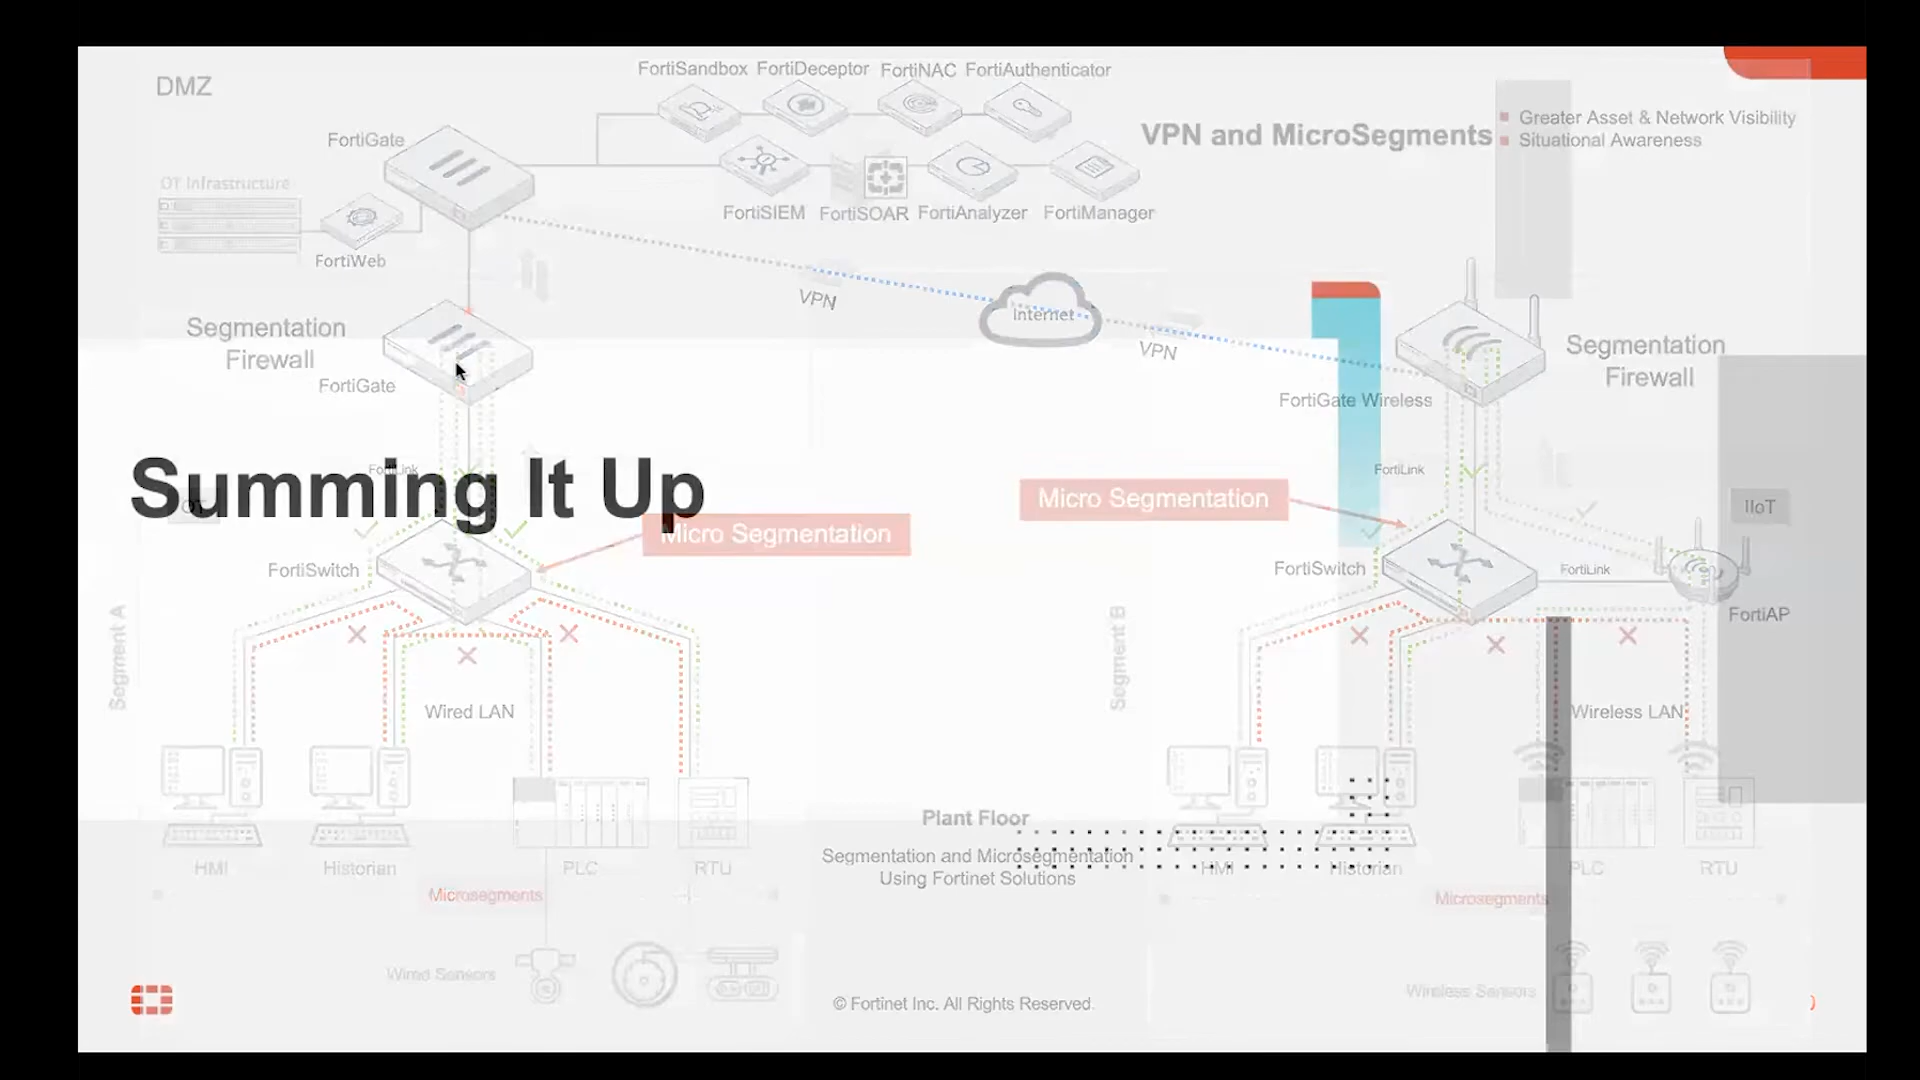 FortiSandbox FortiDeceptor FortiNAC FortiAuthenticator
DMZ
VPN and MicroSegments
Greater Asset & Network Visibility
Situational Awareness
FortiGate
OT Infrastructure
FortiWeb
FortiSIEM FortiSOAR FortiAnalyzer FortiManager
VPN
Internet
VPN
Segmentation
Firewall
FortiGate
Segmentation
Firewall
FortiGate Wireless
Summing It Up
FortiLink
OT
Micro Segmentation
Micro Segmentation
FortiLink
IIoT
FortiSwitch
FortiSwitch
FortiLink
FortiAP
Segment A
Segment B
Wired LAN
Wireless LAN
HMI
Historian
PLC
RTU
Plant Floor
Segmentation and Microsegmentation
Using Fortinet Solutions
HMI
Historian
PLC
RTU
Microsegments
Microsegments
Wired Sensors
Wireless Sensors
© Fortinet Inc. All Rights Reserved.